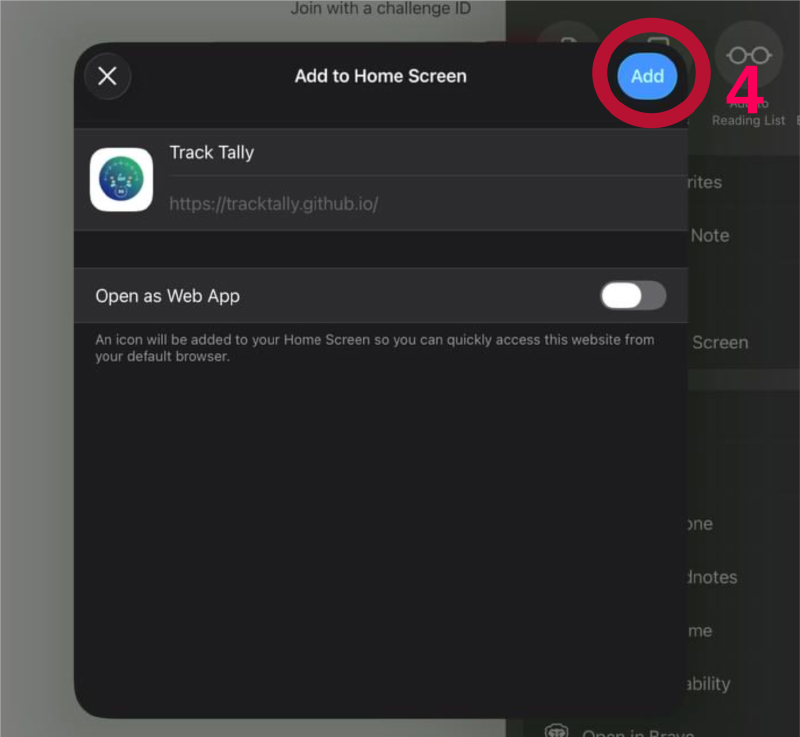 Join with a challenge ID
Add to Home Screen
Add
4
Add to
Reading List
Track Tally
https://tracktally.github.io/
rites
Note
Open as Web App
An icon will be added to your Home Screen so you can quickly access this website from
your default browser.
Screen
one
dnotes
me
ability
Open in Brave